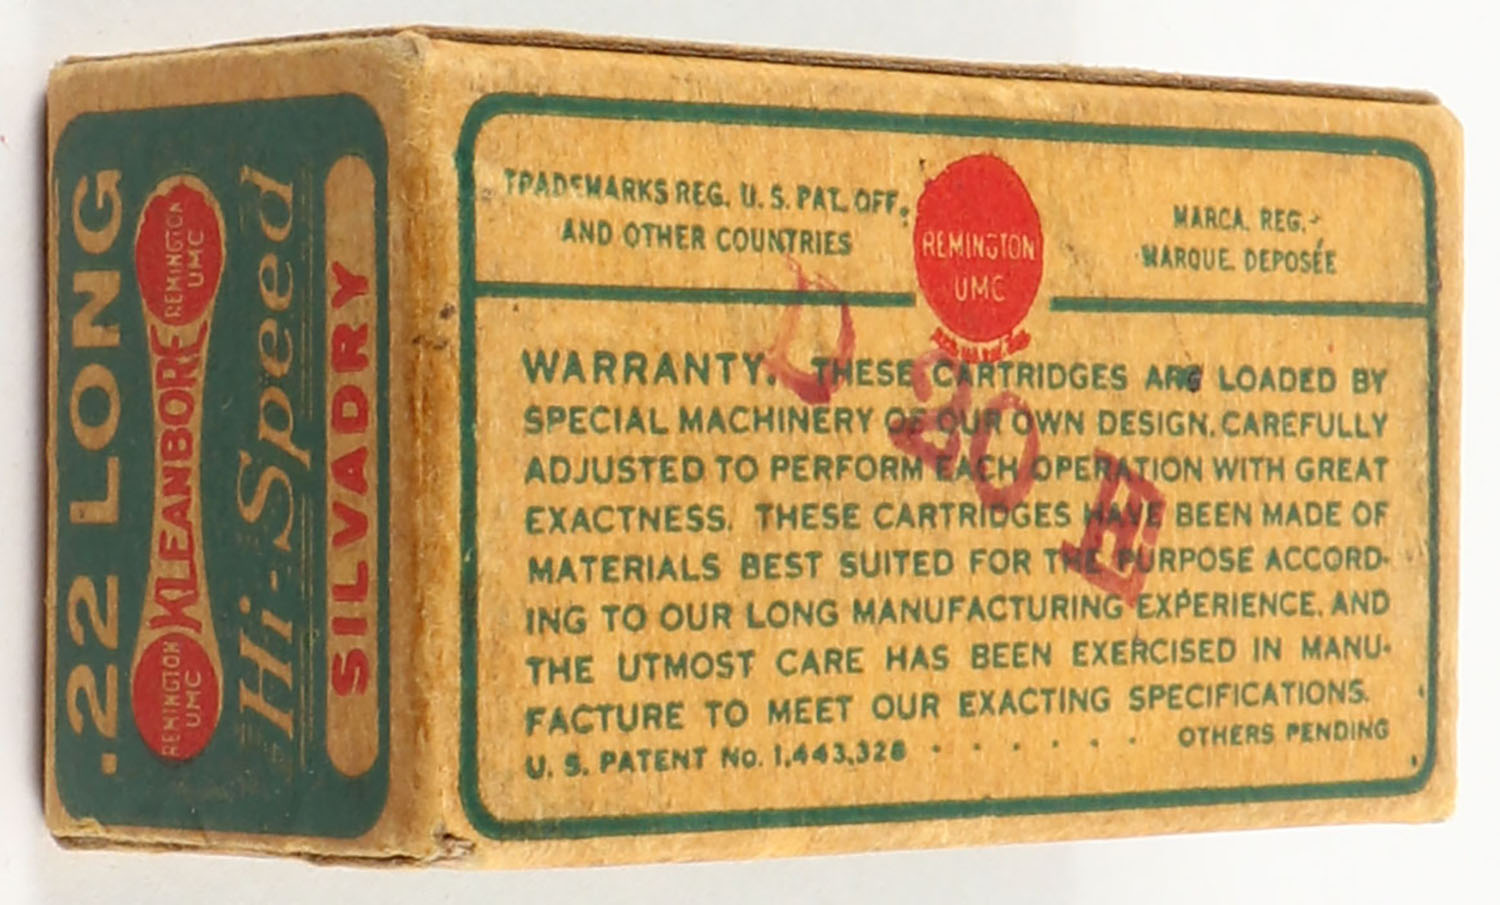 .22 LONG
REMINGTON
UMC
KLEANBORE
REMINGTON
UMC
Hi-Speed
SILVADRY
TRADEMARKS REG. U. S. PAT. OFF.
AND OTHER COUNTRIES
REMINGTON
UMC
MARCA. REG.-
MARQUE. DEPOSÉE
WARRANTY. THESE CARTRIDGES ARE LOADED BY
SPECIAL MACHINERY OF OUR OWN DESIGN. CAREFULLY
ADJUSTED TO PERFORM EACH OPERATION WITH GREAT
EXACTNESS. THESE CARTRIDGES HAVE BEEN MADE OF
MATERIALS BEST SUITED FOR THE PURPOSE ACCORD-
ING TO OUR LONG MANUFACTURING EXPERIENCE. AND
THE UTMOST CARE HAS BEEN EXERCISED IN MANU-
FACTURE TO MEET OUR EXACTING SPECIFICATIONS.
U. S. PATENT No. 1,443,328 . . . . . . OTHERS PENDING
20